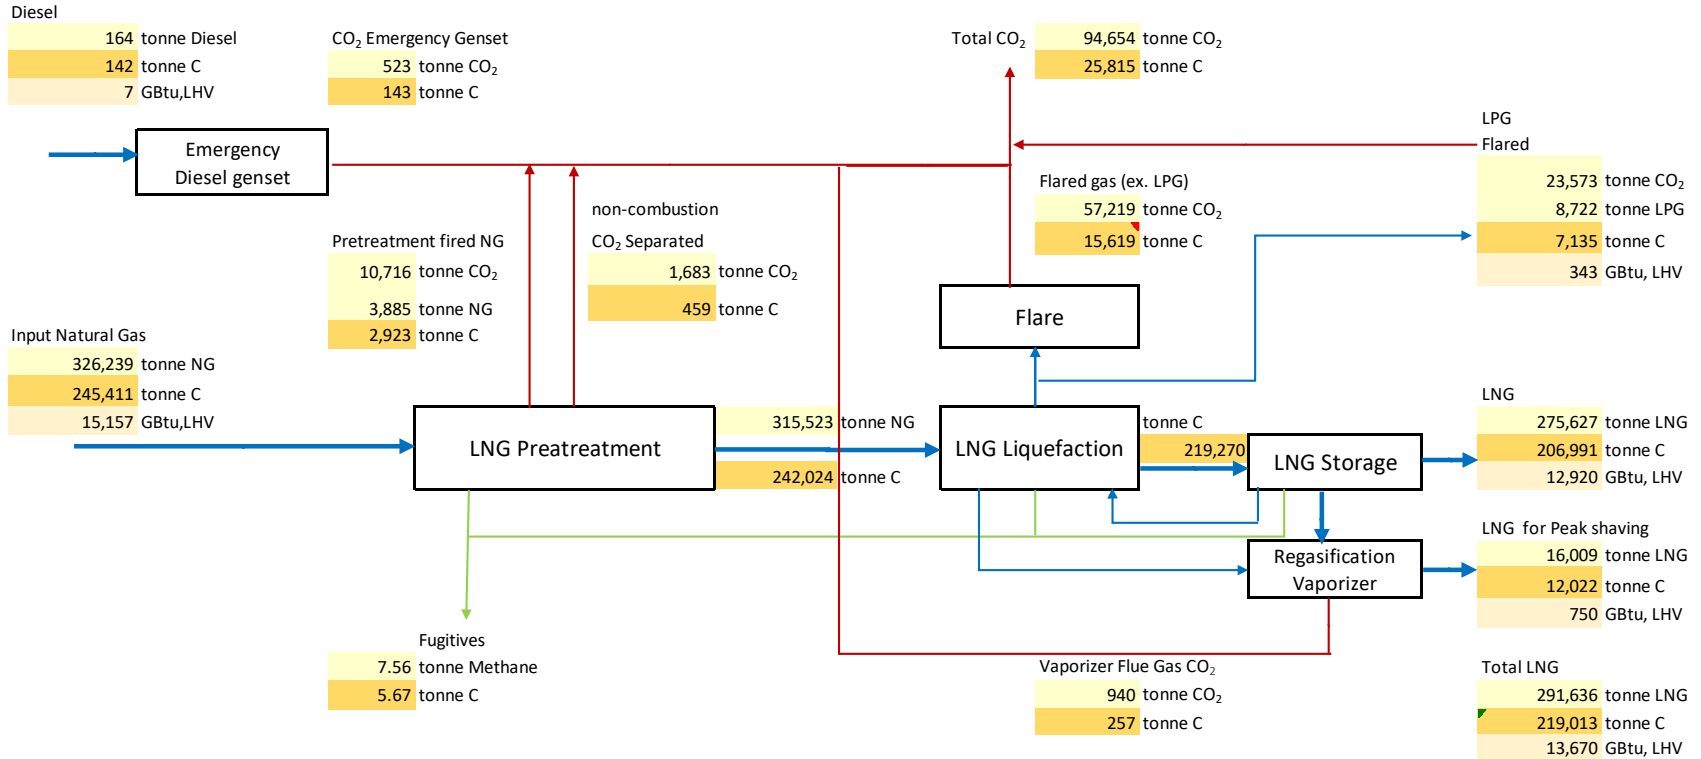 Diesel
164 tonne Diesel
142 tonne C
7 GBtu,LHV
CO₂ Emergency Genset
523 tonne CO₂
143 tonne C
Total CO₂ 94,654 tonne CO₂
25,815 tonne C
Emergency
Diesel genset
LPG
Flared
23,573 tonne CO₂
8,722 tonne LPG
7,135 tonne C
343 GBtu, LHV
Flared gas (ex. LPG)
57,219 tonne CO₂
15,619 tonne C
non-combustion
CO₂ Separated
1,683 tonne CO₂
459 tonne C
Pretreatment fired NG
10,716 tonne CO₂
3,885 tonne NG
2,923 tonne C
Flare
Input Natural Gas
326,239 tonne NG
245,411 tonne C
15,157 GBtu,LHV
LNG Preatreatment
315,523 tonne NG
242,024 tonne C
LNG Liquefaction
tonne C
219,270
LNG Storage
LNG
275,627 tonne LNG
206,991 tonne C
12,920 GBtu, LHV
Regasification
Vaporizer
LNG for Peak shaving
16,009 tonne LNG
12,022 tonne C
750 GBtu, LHV
Fugitives
7.56 tonne Methane
5.67 tonne C
Vaporizer Flue Gas CO₂
940 tonne CO₂
257 tonne C
Total LNG
291,636 tonne LNG
219,013 tonne C
13,670 GBtu, LHV